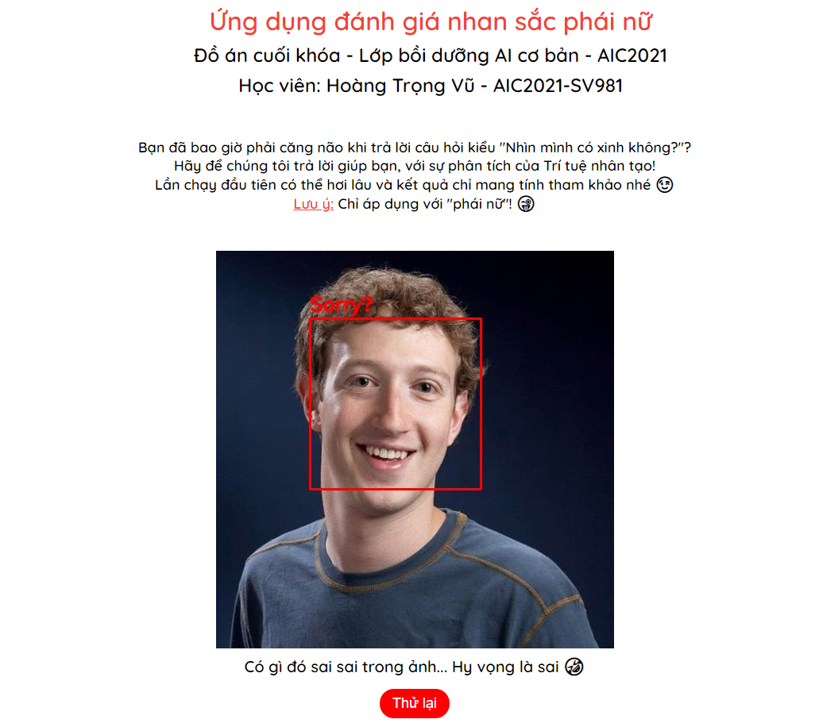 Ứng dụng đánh giá nhan sắc phái nữ
Đồ án cuối khóa - Lớp bồi dưỡng AI cơ bản - AIC2021
Học viên: Hoàng Trọng Vũ - AIC2021-SV981
Bạn đã bao giờ phải căng não khi trả lời câu hỏi kiểu "Nhìn mình có xinh không?"?
Hãy để chúng tôi trả lời giúp bạn, với sự phân tích của Trí tuệ nhân tạo!
Lần chạy đầu tiên có thể hơi lâu và kết quả chỉ mang tính tham khảo nhé 😉
Lưu ý: Chỉ áp dụng với "phái nữ"! 🤪
Sorry?
Có gì đó sai sai trong ảnh... Hy vọng là sai 🤣
Thử lại